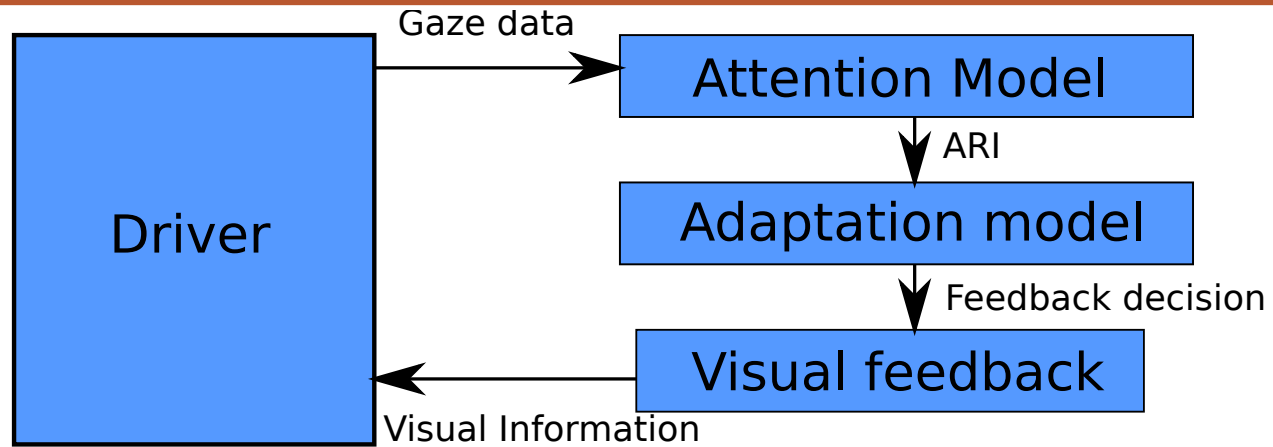 Gaze data
Attention Model
ARI
Driver
Adaptation model
Feedback decision
Visual feedback
Visual Information